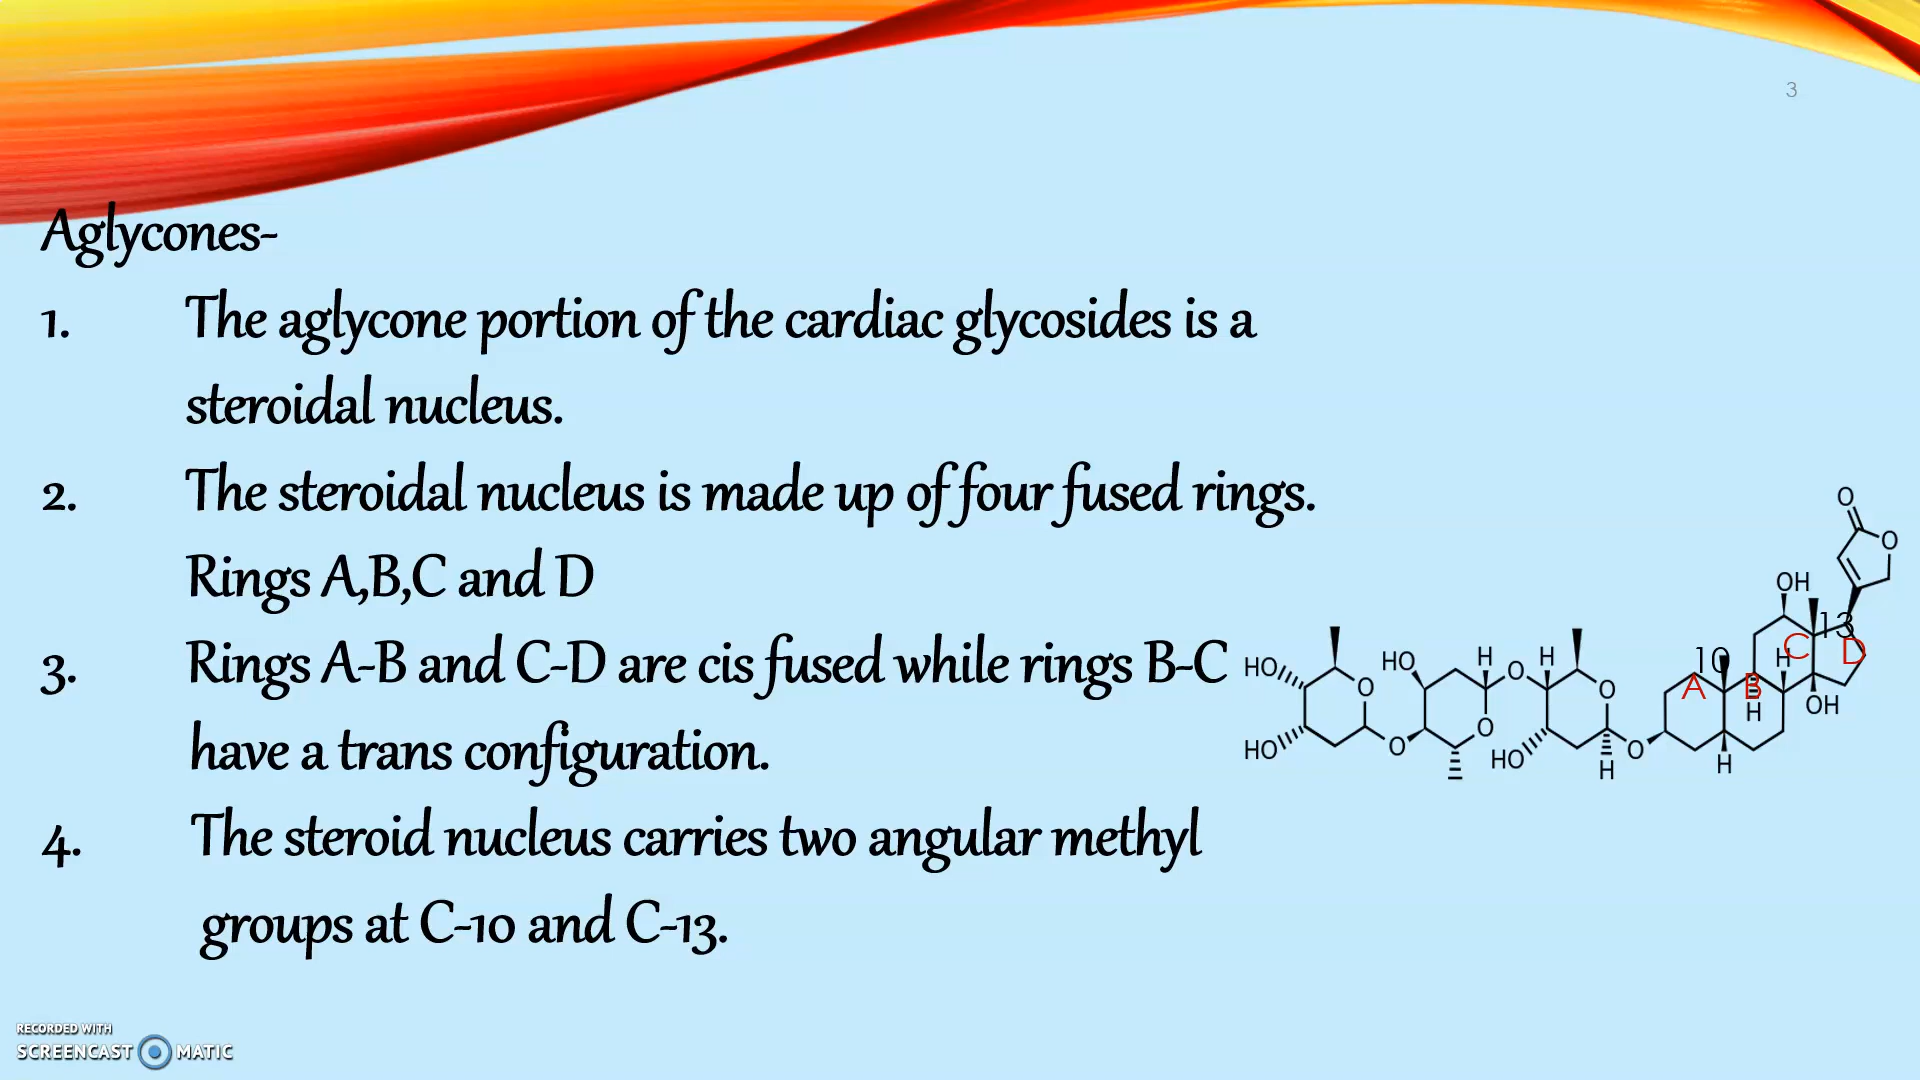 3
Aglycones-
1. The aglycone portion of the cardiac glycosides is a
steroidal nucleus.
2. The steroidal nucleus is made up of four fused rings.
Rings A,B,C and D
3. Rings A-B and C-D are cis fused while rings B-C
have a trans configuration.
4. The steroid nucleus carries two angular methyl
groups at C-10 and C-13.
O
O
OH
13
HO
HO
H
O
H
10
H
C
D
O
O
A
B
H
OH
O
HO
O
HO
H
O
H
RECORDED WITH
SCREENCAST MATIC